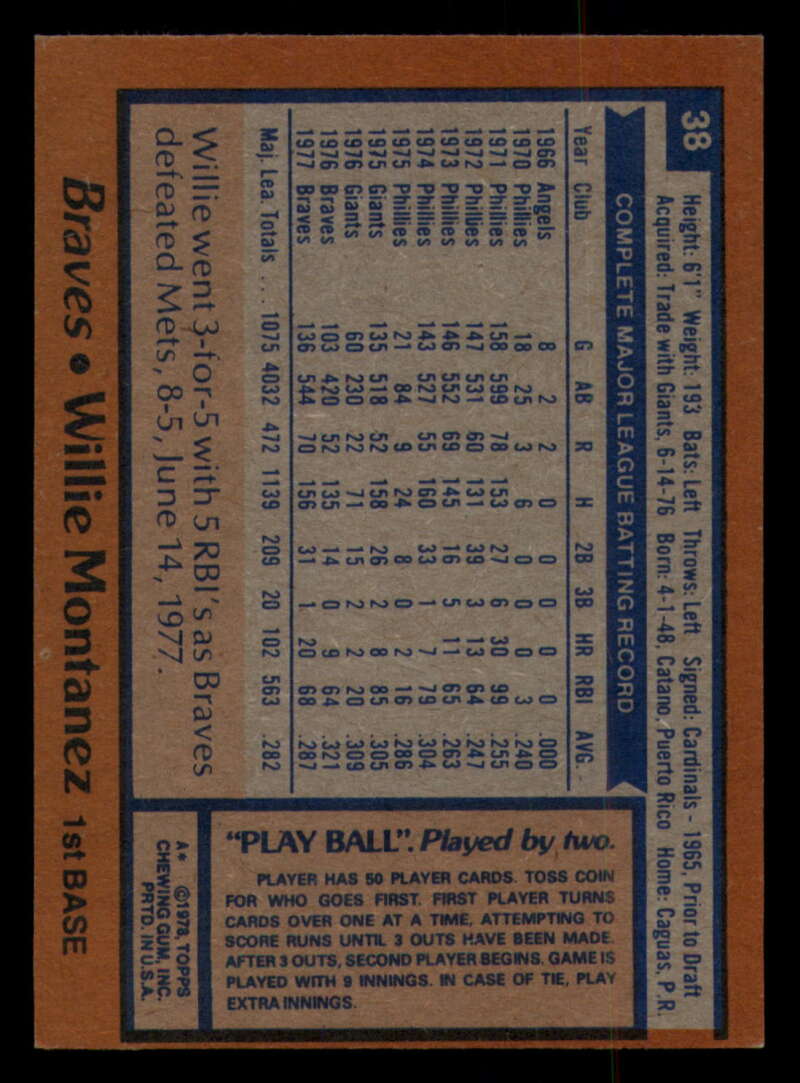 38
Height: 6'1" Weight: 193 Bats: Left Throws: Left Signed: Cardinals - 1965, Prior to Draft
Acquired: Trade with Giants, 6-14-76 Born: 4-1-48, Catano, Puerto Rico Home: Caguas, P.R.
COMPLETE MAJOR LEAGUE BATTING RECORD
Year Club G AB R H 2B 3B HR RBI AVG.
1966 Angels 8 2 2 0 0 0 0 0 .000
1970 Phillies 18 25 3 6 0 0 0 3 .240
1971 Phillies 158 599 78 153 27 6 30 99 .255
1972 Phillies 147 531 60 131 39 3 13 64 .247
1973 Phillies 146 552 69 145 16 5 11 65 .263
1974 Phillies 143 527 55 160 33 1 7 79 .304
1975 Phillies 21 84 9 24 8 0 2 16 .286
1975 Giants 135 518 52 158 26 2 8 85 .305
1976 Giants 60 230 22 71 15 2 2 20 .309
1976 Braves 103 420 52 135 14 0 9 64 .321
1977 Braves 136 544 70 156 31 1 20 68 .287
Maj. Lea. Totals ... 1075 4032 472 1139 209 20 102 563 .282
Willie went 3-for-5 with 5 RBI's as Braves
defeated Mets, 8-5, June 14, 1977.
Braves • Willie Montanez 1st BASE
"PLAY BALL". Played by two.
PLAYER HAS 50 PLAYER CARDS. TOSS COIN
FOR WHO GOES FIRST. FIRST PLAYER TURNS
CARDS OVER ONE AT A TIME, ATTEMPTING TO
SCORE RUNS UNTIL 3 OUTS HAVE BEEN MADE.
AFTER 3 OUTS, SECOND PLAYER BEGINS. GAME IS
PLAYED WITH 9 INNINGS. IN CASE OF TIE, PLAY
EXTRA INNINGS.
A* ©1978, TOPPS
CHEWING GUM, INC.
PRTD. IN U.S.A.